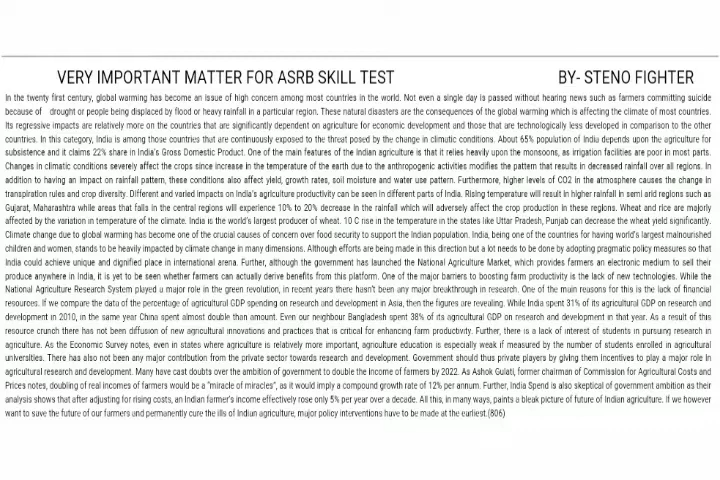 VERY IMPORTANT MATTER FOR ASRB SKILL TEST BY- STENO FIGHTER
In the twenty first century, global warming has become an issue of high concern among most countries in the world. Not even a single day is passed without hearing news such as farmers committing suicide
because of drought or people being displaced by flood or heavy rainfall in a particular region. These natural disasters are the consequences of the global warming which is affecting the climate of most countries.
Its regressive impacts are relatively more on the countries that are significantly dependent on agriculture for economic development and those that are technologically less developed in comparison to the other
countries. In this category, India is among those countries that are continuously exposed to the threat posed by the change in climatic conditions. About 65% population of India depends upon the agriculture for
subsistence and it claims 22% share in India's Gross Domestic Product. One of the main features of the Indian agriculture is that it relies heavily upon the monsoons, as irrigation facilities are poor in most parts.
Changes in climatic conditions severely affect the crops since increase in the temperature of the earth due to the anthropogenic activities modifies the pattern that results in decreased rainfall over all regions. In
addition to having an impact on rainfall pattern, these conditions also affect yield, growth rates, soil moisture and water use pattern. Furthermore, higher levels of CO2 in the atmosphere causes the change in
transpiration rules and crop diversity. Different and varied impacts on India's agriculture productivity can be seen in different parts of India. Rising temperature will result in higher rainfall in semi arid regions such as
Gujarat, Maharashtra while areas that falls in the central regions will experience 10% to 20% decrease in the rainfall which will adversely affect the crop production in these regions. Wheat and rice are majorly
affected by the variation in temperature of the climate. India is the world's largest producer of wheat. 10 C rise in the temperature in the states like Uttar Pradesh, Punjab can decrease the wheat yield significantly.
Climate change due to global warming has become one of the crucial causes of concern over food security to support the Indian population. India, being one of the countries for having world's largest malnourished
children and women, stands to be heavily impacted by climate change in many dimensions. Although efforts are being made in this direction but a lot needs to be done by adopting pragmatic policy measures so that
India could achieve unique and dignified place in international arena. Further, although the government has launched the National Agriculture Market, which provides farmers an electronic medium to sell their
produce anywhere in India, it is yet to be seen whether farmers can actually derive benefits from this platform. One of the major barriers to boosting farm productivity is the lack of new technologies. While the
National Agriculture Research System played a major role in the green revolution, in recent years there hasn't been any major breakthrough in research. One of the main reasons for this is the lack of financial
resources. If we compare the data of the percentage of agricultural GDP spending on research and development in Asia, then the figures are revealing. While India spent 31% of its agricultural GDP on research and
development in 2010, in the same year China spent almost double than amount. Even our neighbour Bangladesh spent 38% of its agricultural GDP on research and development in that year. As a result of this
resource crunch there has not been diffusion of new agricultural innovations and practices that is critical for enhancing farm productivity. Further, there is a lack of interest of students in pursuing research in
agriculture. As the Economic Survey notes, even in states where agriculture is relatively more important, agriculture education is especially weak if measured by the number of students enrolled in agricultural
universities. There has also not been any major contribution from the private sector towards research and development. Government should thus private players by giving them incentives to play a major role in
agricultural research and development. Many have cast doubts over the ambition of government to double the income of farmers by 2022. As Ashok Gulati, former chairman of Commission for Agricultural Costs and
Prices notes, doubling of real incomes of farmers would be a "miracle of miracles", as it would imply a compound growth rate of 12% per annum. Further, India Spend is also skeptical of government ambition as their
analysis shows that after adjusting for rising costs, an Indian farmer's income effectively rose only 5% per year over a decade. All this, in many ways, paints a bleak picture of future of Indian agriculture. If we however
want to save the future of our farmers and permanently cure the ills of Indian agriculture, major policy interventions have to be made at the earliest.(806)